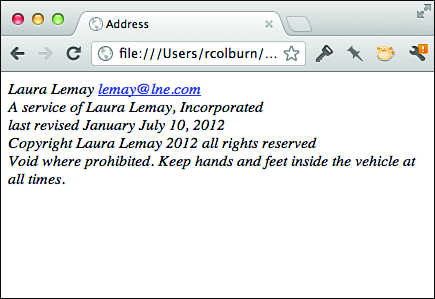 Address
file:///Users/rcolburn/...
Laura Lemay lemay@lne.com
A service of Laura Lemay, Incorporated
last revised January July 10, 2012
Copyright Laura Lemay 2012 all rights reserved
Void where prohibited. Keep hands and feet inside the vehicle at
all times.